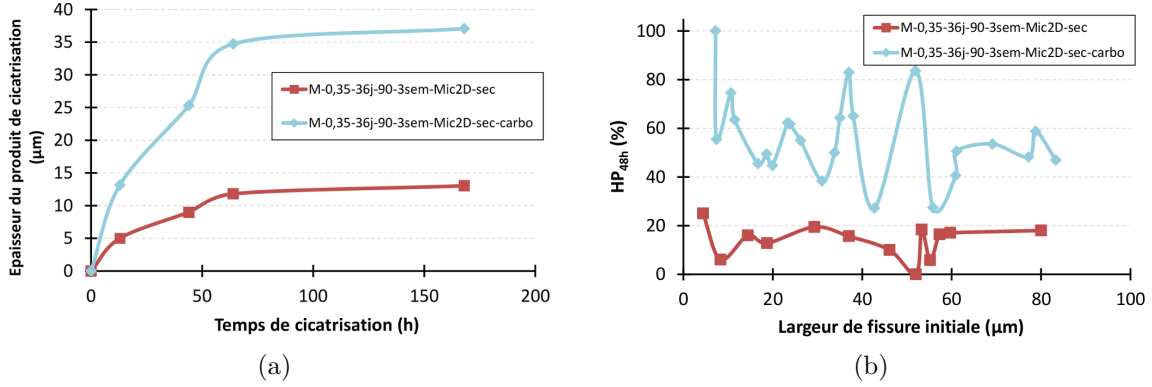 40
35
30
25
20
15
10
5
0
Epaisseur du produit de cicatrisation
(µm)
M-0,35-36j-90-3sem-Mic2D-sec
M-0,35-36j-90-3sem-Mic2D-sec-carbo
0 50 100 150 200
Temps de cicatrisation (h)
(a)
100
80
60
40
20
0
HP48h (%)
M-0,35-36j-90-3sem-Mic2D-sec
M-0,35-36j-90-3sem-Mic2D-sec-carbo
0 20 40 60 80 100
Largeur de fissure initiale (µm)
(b)